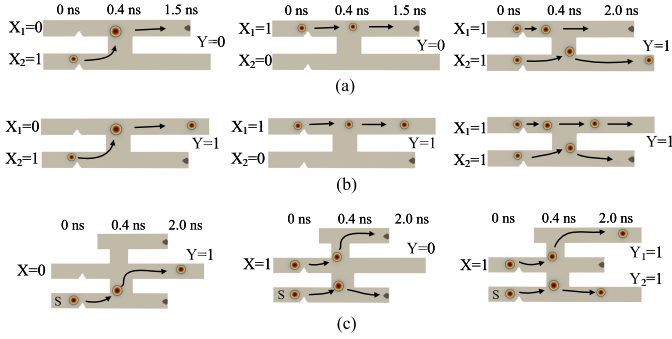 0 ns 0.4 ns 1.5 ns 0 ns 0.4 ns 1.5 ns 0 ns 0.4 ns 2.0 ns
X₁=0 X₁=1 X₁=1
Y=0 Y=0 Y=1
X₂=1 X₂=0 X₂=1
(a)
X₁=0 X₁=1 X₁=1
Y=1 Y=1 Y=1
X₂=1 X₂=0 X₂=1
(b)
0 ns 0.4 ns 2.0 ns 0 ns 0.4 ns 2.0 ns 0 ns 0.4 ns 2.0 ns
Y=1 Y=0 Y₁=1
X=0 X=1 X=1
Y₂=1
S S S
(c)